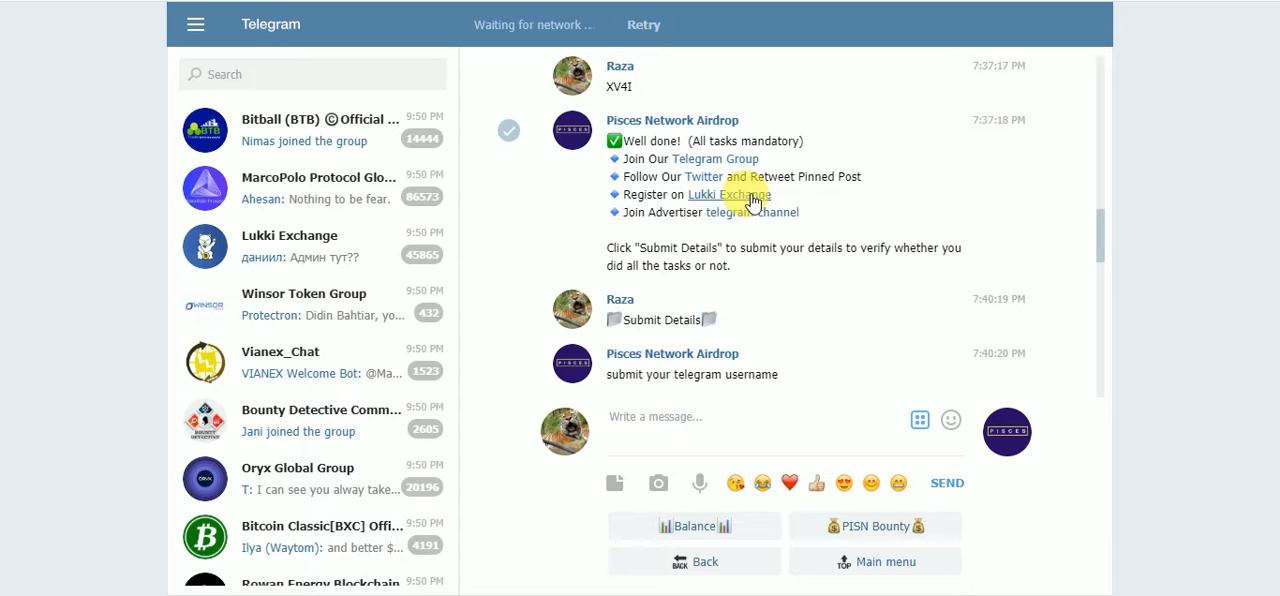 Telegram
Waiting for network ...
Retry
Search
Bitball (BTB) ©Official ...
9:50 PM
Nimas joined the group
14444
MarcoPolo Protocol Glo...
9:50 PM
Ahesan: Nothing to be fear.
86573
Lukki Exchange
9:50 PM
даниил: Админ тут??
45865
Winsor Token Group
9:50 PM
Protectron: Didin Bahtiar, yo...
432
Vianex_Chat
9:50 PM
VIANEX Welcome Bot: @Ma...
1523
Bounty Detective Comm...
9:50 PM
Jani joined the group
2605
Oryx Global Group
9:50 PM
T: I can see you alway take...
20196
Bitcoin Classic[BXC] Offi...
9:50 PM
Ilya (Waytom): and better $...
4191
Rowan Energy Blockchain
Raza
7:37:17 PM
XV4I
Pisces Network Airdrop
7:37:18 PM
✅Well done! (All tasks mandatory)
🔹Join Our Telegram Group
🔹Follow Our Twitter and Retweet Pinned Post
🔹Register on Lukki Exchange
🔹Join Advertiser telegram channel
Click "Submit Details" to submit your details to verify whether you
did all the tasks or not.
Raza
7:40:19 PM
Submit Details
Pisces Network Airdrop
7:40:20 PM
submit your telegram username
Write a message...
PISCES
SEND
Balance
PISN Bounty
BACK Back
TOP Main menu